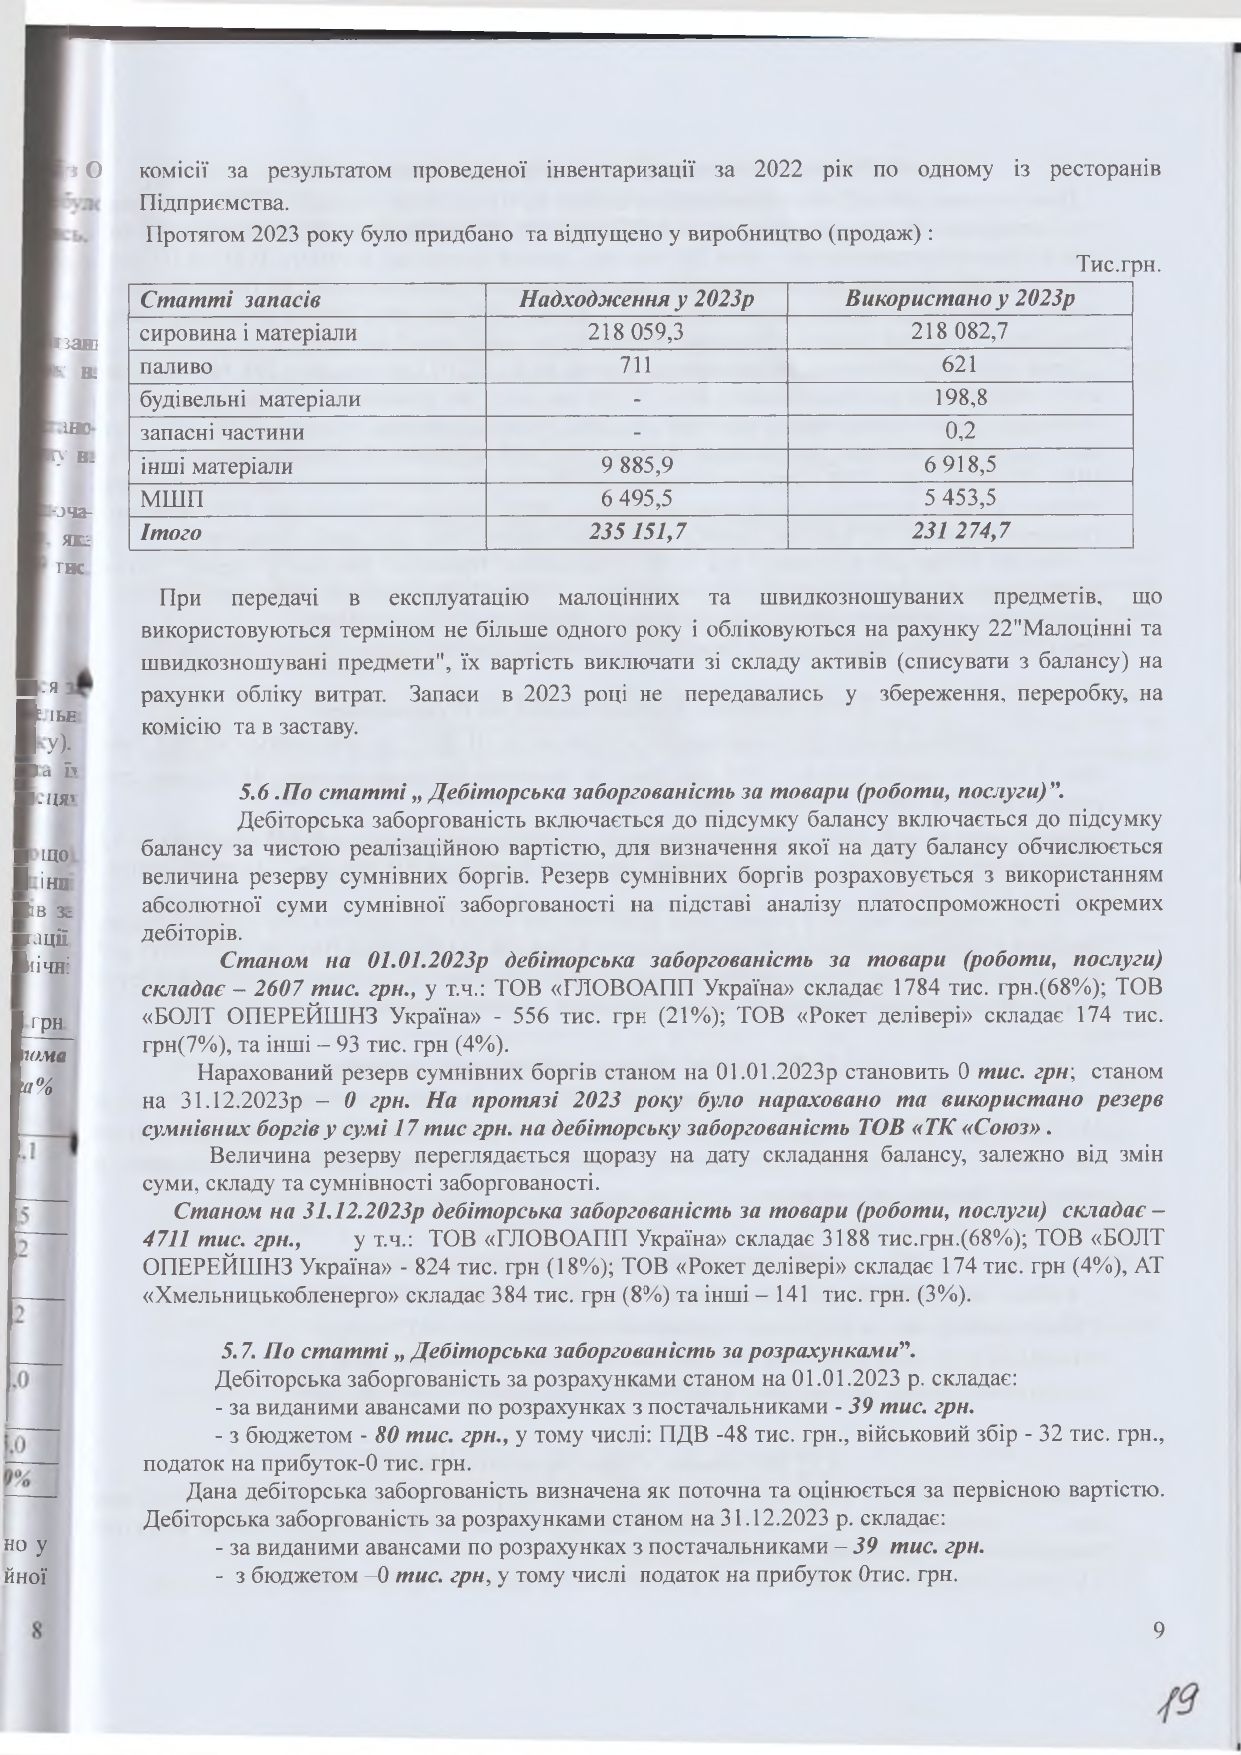 комісії за результатом проведеної інвентаризації за 2022 рік по одному із ресторанів
Підприємства.
Протягом 2023 року було придбано та відпущено у виробництво (продаж) :
Тис.грн.
Статті запасів Надходження у 2023р Використано у 2023р
сировина і матеріали 218 059,3 218 082,7
паливо 711 621
будівельні матеріали - 198,8
запасні частини - 0,2
інші матеріали 9 885,9 6 918,5
МШП 6 495,5 5 453,5
Ітого 235 151,7 231 274,7
При передачі в експлуатацію малоцінних та швидкозношуваних предметів, що
використовуються терміном не більше одного року і обліковуються на рахунку 22"Малоцінні та
швидкозношувані предмети", їх вартість виключати зі складу активів (списувати з балансу) на
рахунки обліку витрат. Запаси в 2023 році не передавались у збереження, переробку, на
комісію та в заставу.
5.6 .По статті „ Дебіторська заборгованість за товари (роботи, послуги)”.
Дебіторська заборгованість включається до підсумку балансу включається до підсумку
балансу за чистою реалізаційною вартістю, для визначення якої на дату балансу обчислюється
величина резерву сумнівних боргів. Резерв сумнівних боргів розраховується з використанням
абсолютної суми сумнівної заборгованості на підставі аналізу платоспроможності окремих
дебіторів.
Станом на 01.01.2023р дебіторська заборгованість за товари (роботи, послуги)
складає – 2607 тис. грн., у т.ч.: ТОВ «ГЛОВОАПП Україна» складає 1784 тис. грн.(68%); ТОВ
«БОЛТ ОПЕРЕЙШНЗ Україна» - 556 тис. грн (21%); ТОВ «Рокет делівері» складає 174 тис.
грн(7%), та інші – 93 тис. грн (4%).
Нарахований резерв сумнівних боргів станом на 01.01.2023р становить 0 тис. грн; станом
на 31.12.2023р – 0 грн. На протязі 2023 року було нараховано та використано резерв
сумнівних боргів у сумі 17 тис грн. на дебіторську заборгованість ТОВ «ТК «Союз» .
Величина резерву переглядається щоразу на дату складання балансу, залежно від змін
суми, складу та сумнівності заборгованості.
Станом на 31.12.2023р дебіторська заборгованість за товари (роботи, послуги) складає –
4711 тис. грн., у т.ч.: ТОВ «ГЛОВОАПП Україна» складає 3188 тис.грн.(68%); ТОВ «БОЛТ
ОПЕРЕЙШНЗ Україна» - 824 тис. грн (18%); ТОВ «Рокет делівері» складає 174 тис. грн (4%), АТ
«Хмельницькобленерго» складає 384 тис. грн (8%) та інші – 141 тис. грн. (3%).
5.7. По статті „ Дебіторська заборгованість за розрахунками”.
Дебіторська заборгованість за розрахунками станом на 01.01.2023 р. складає:
- за виданими авансами по розрахунках з постачальниками - 39 тис. грн.
- з бюджетом - 80 тис. грн., у тому числі: ПДВ -48 тис. грн., військовий збір - 32 тис. грн.,
податок на прибуток-0 тис. грн.
Дана дебіторська заборгованість визначена як поточна та оцінюється за первісною вартістю.
Дебіторська заборгованість за розрахунками станом на 31.12.2023 р. складає:
- за виданими авансами по розрахунках з постачальниками – 39 тис. грн.
- з бюджетом –0 тис. грн, у тому числі податок на прибуток 0тис. грн.
8
9
19